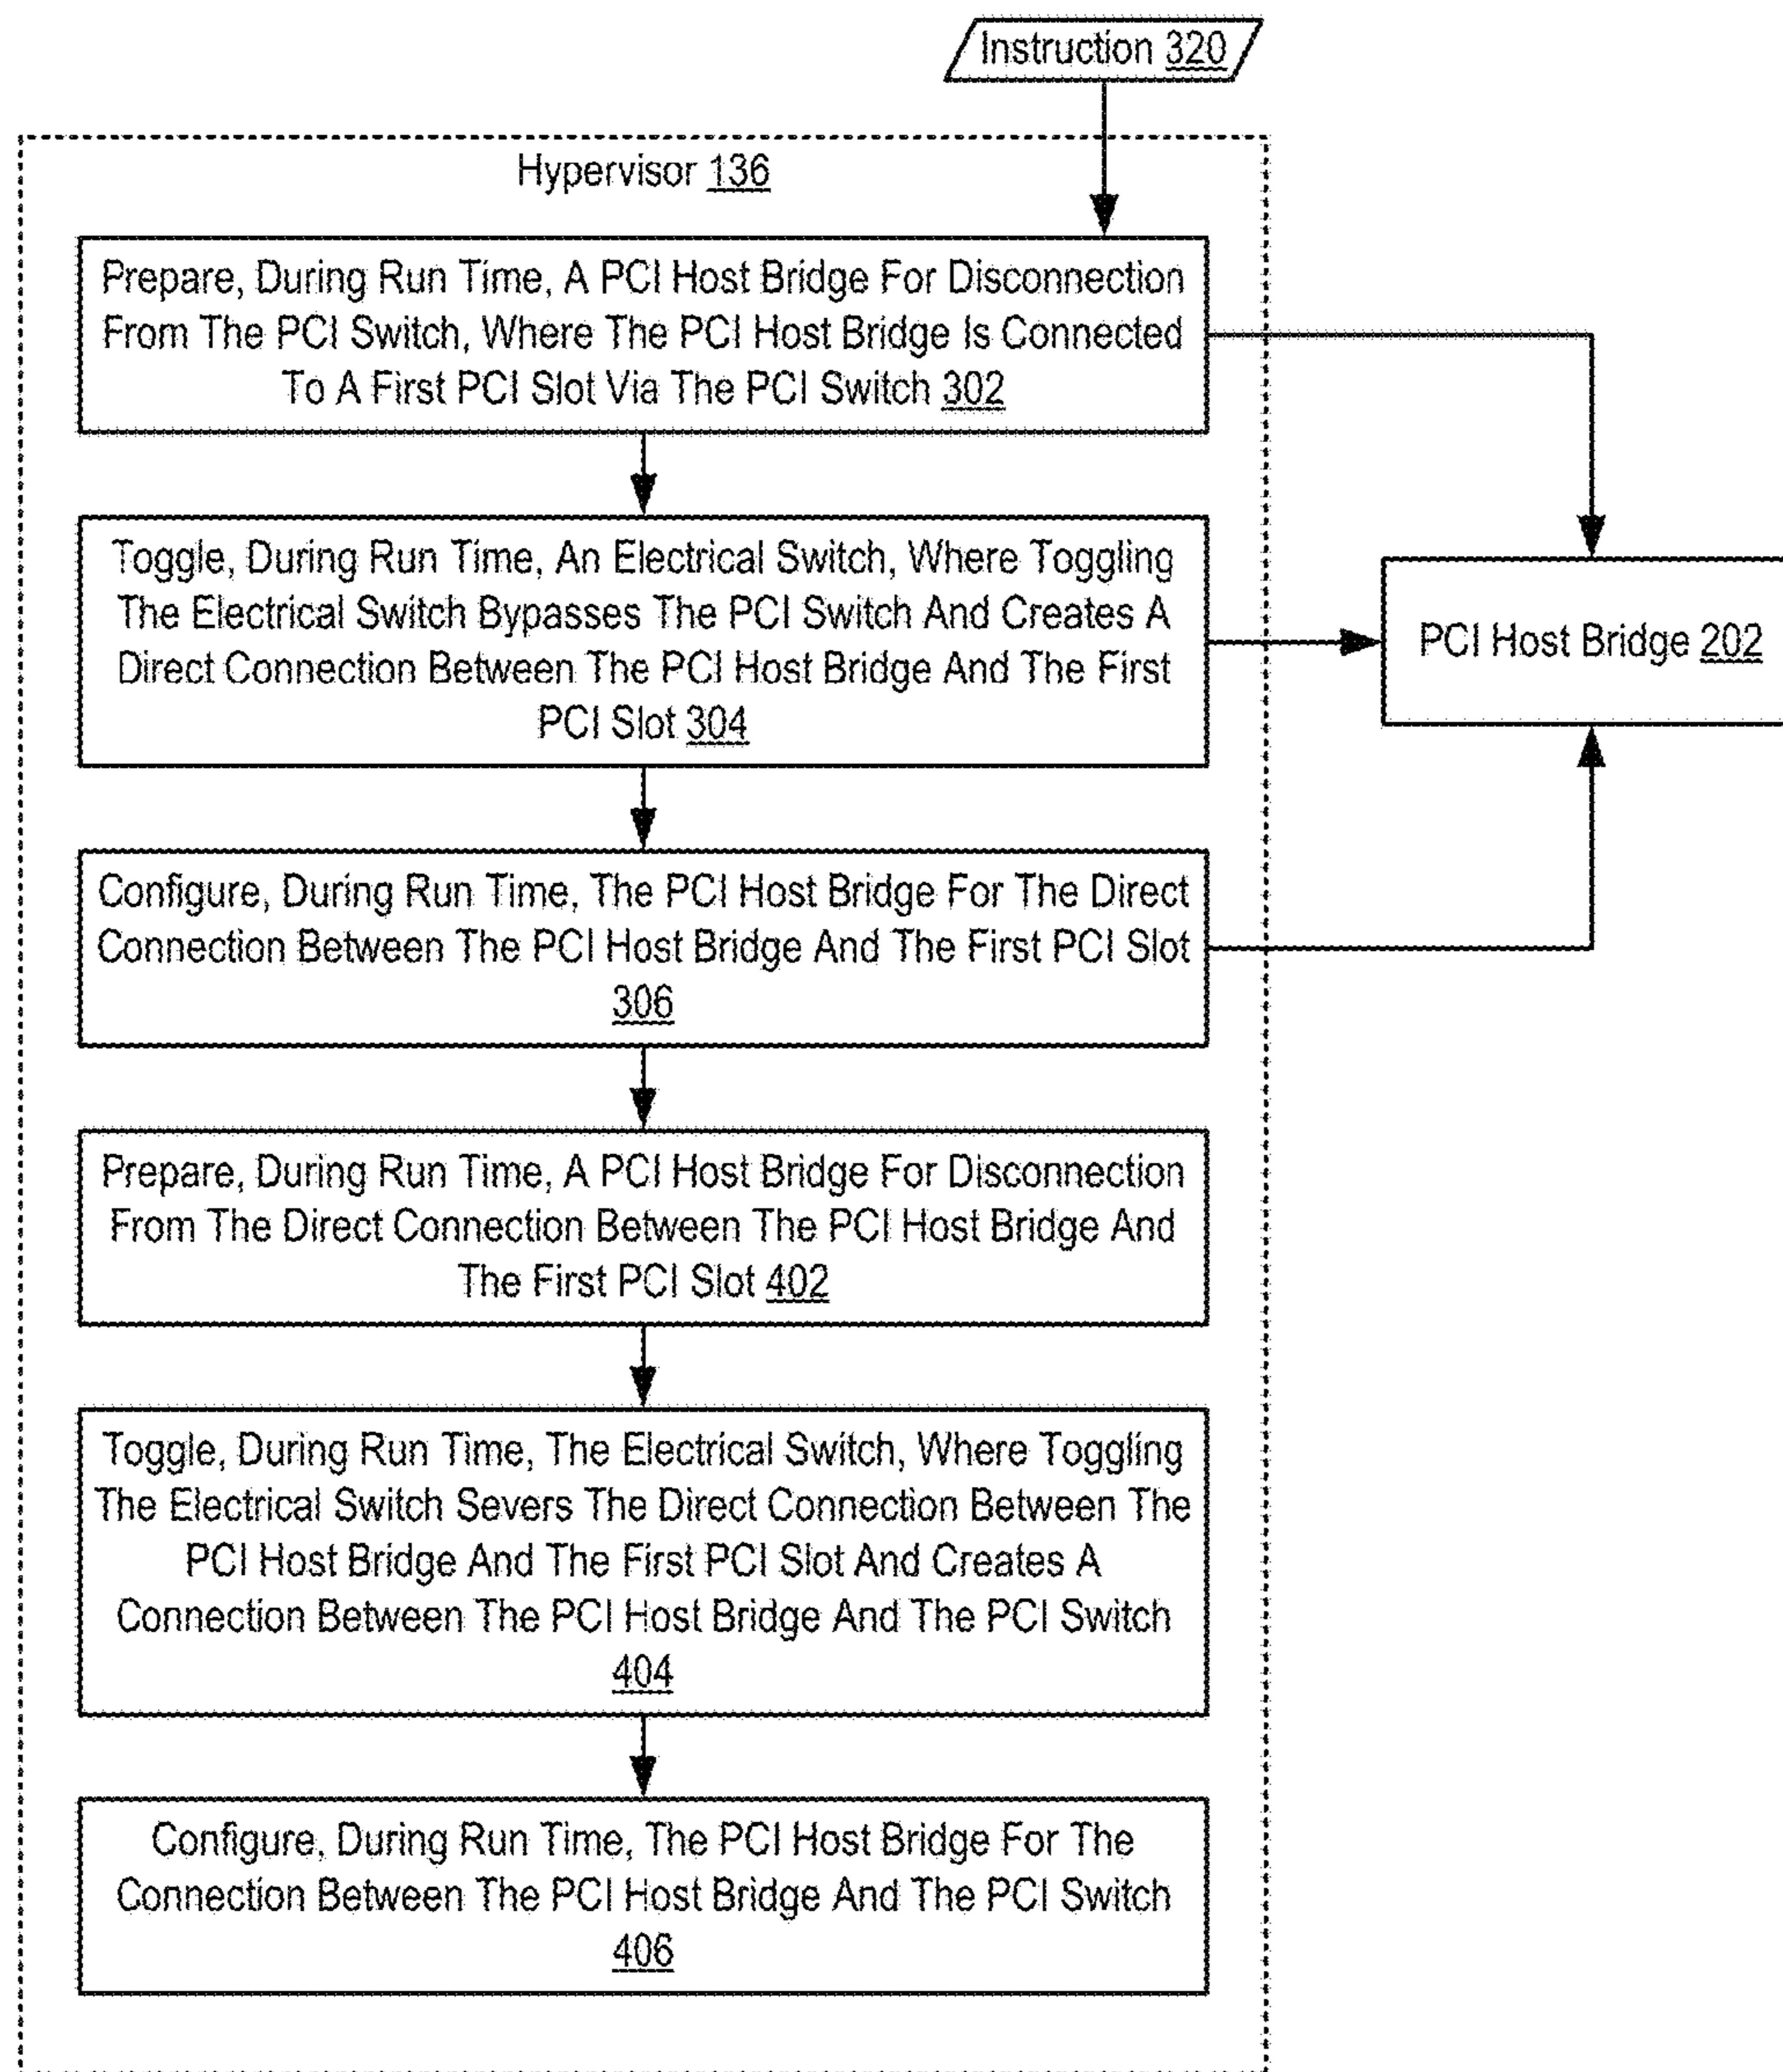 Instruction 320
Hypervisor 136
Prepare, During Run Time, A PCI Host Bridge For Disconnection
From The PCI Switch, Where The PCI Host Bridge Is Connected
To A First PCI Slot Via The PCI Switch 302
Toggle, During Run Time, An Electrical Switch, Where Toggling
The Electrical Switch Bypasses The PCI Switch And Creates A
Direct Connection Between The PCI Host Bridge And The First
PCI Slot 304
PCI Host Bridge 202
Configure, During Run Time, The PCI Host Bridge For The Direct
Connection Between The PCI Host Bridge And The First PCI Slot
306
Prepare, During Run Time, A PCI Host Bridge For Disconnection
From The Direct Connection Between The PCI Host Bridge And
The First PCI Slot 402
Toggle, During Run Time, The Electrical Switch, Where Toggling
The Electrical Switch Severs The Direct Connection Between The
PCI Host Bridge And The First PCI Slot And Creates A
Connection Between The PCI Host Bridge And The PCI Switch
404
Configure, During Run Time, The PCI Host Bridge For The
Connection Between The PCI Host Bridge And The PCI Switch
406